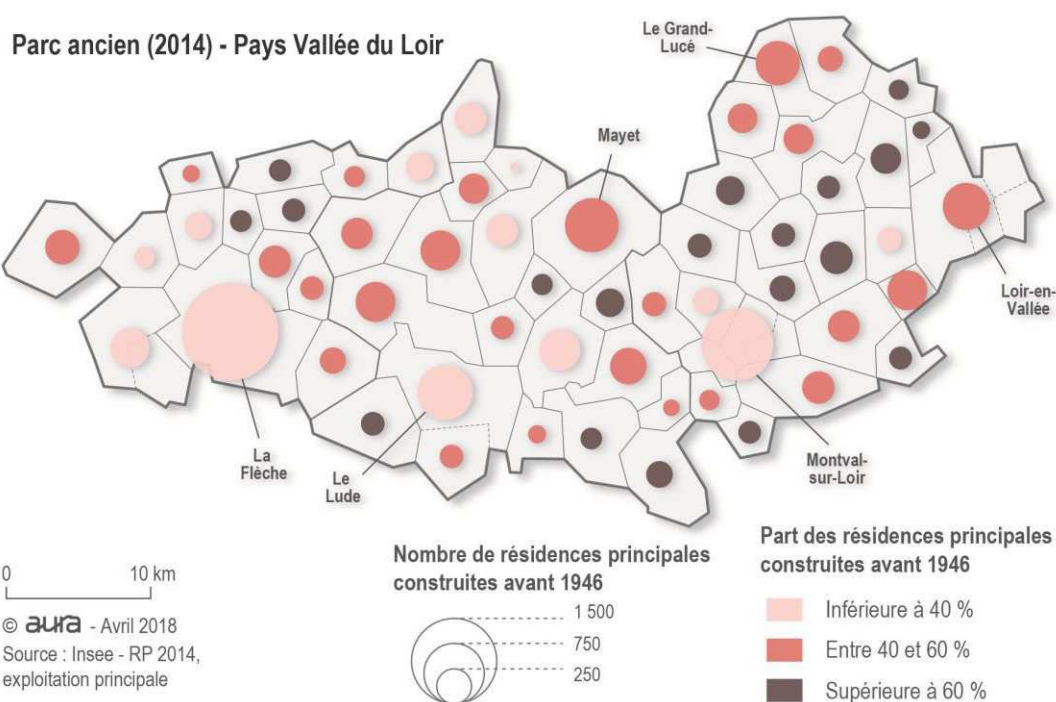 Parc ancien (2014) - Pays Vallée du Loir
Le Grand-
Lucé
Mayet
Loir-en-
Vallée
La
Flèche
Le
Lude
Montval-
sur-Loir
0 10 km
© aura - Avril 2018
Source : Insee - RP 2014,
exploitation principale
Nombre de résidences principales
construites avant 1946
1 500
750
250
Part des résidences principales
construites avant 1946
Inférieure à 40 %
Entre 40 et 60 %
Supérieure à 60 %